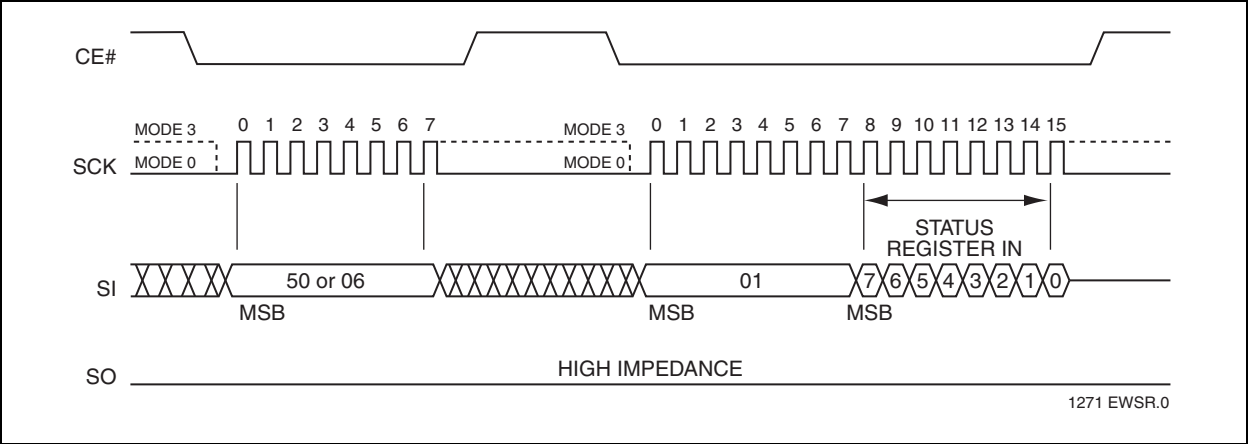 CE#
MODE 3 0 1 2 3 4 5 6 7 MODE 3 0 1 2 3 4 5 6 7 8 9 10 11 12 13 14 15
SCK MODE 0 MODE 0
STATUS
REGISTER IN
SI 50 or 06 01 7 6 5 4 3 2 1 0
MSB MSB MSB
SO HIGH IMPEDANCE
1271 EWSR.0